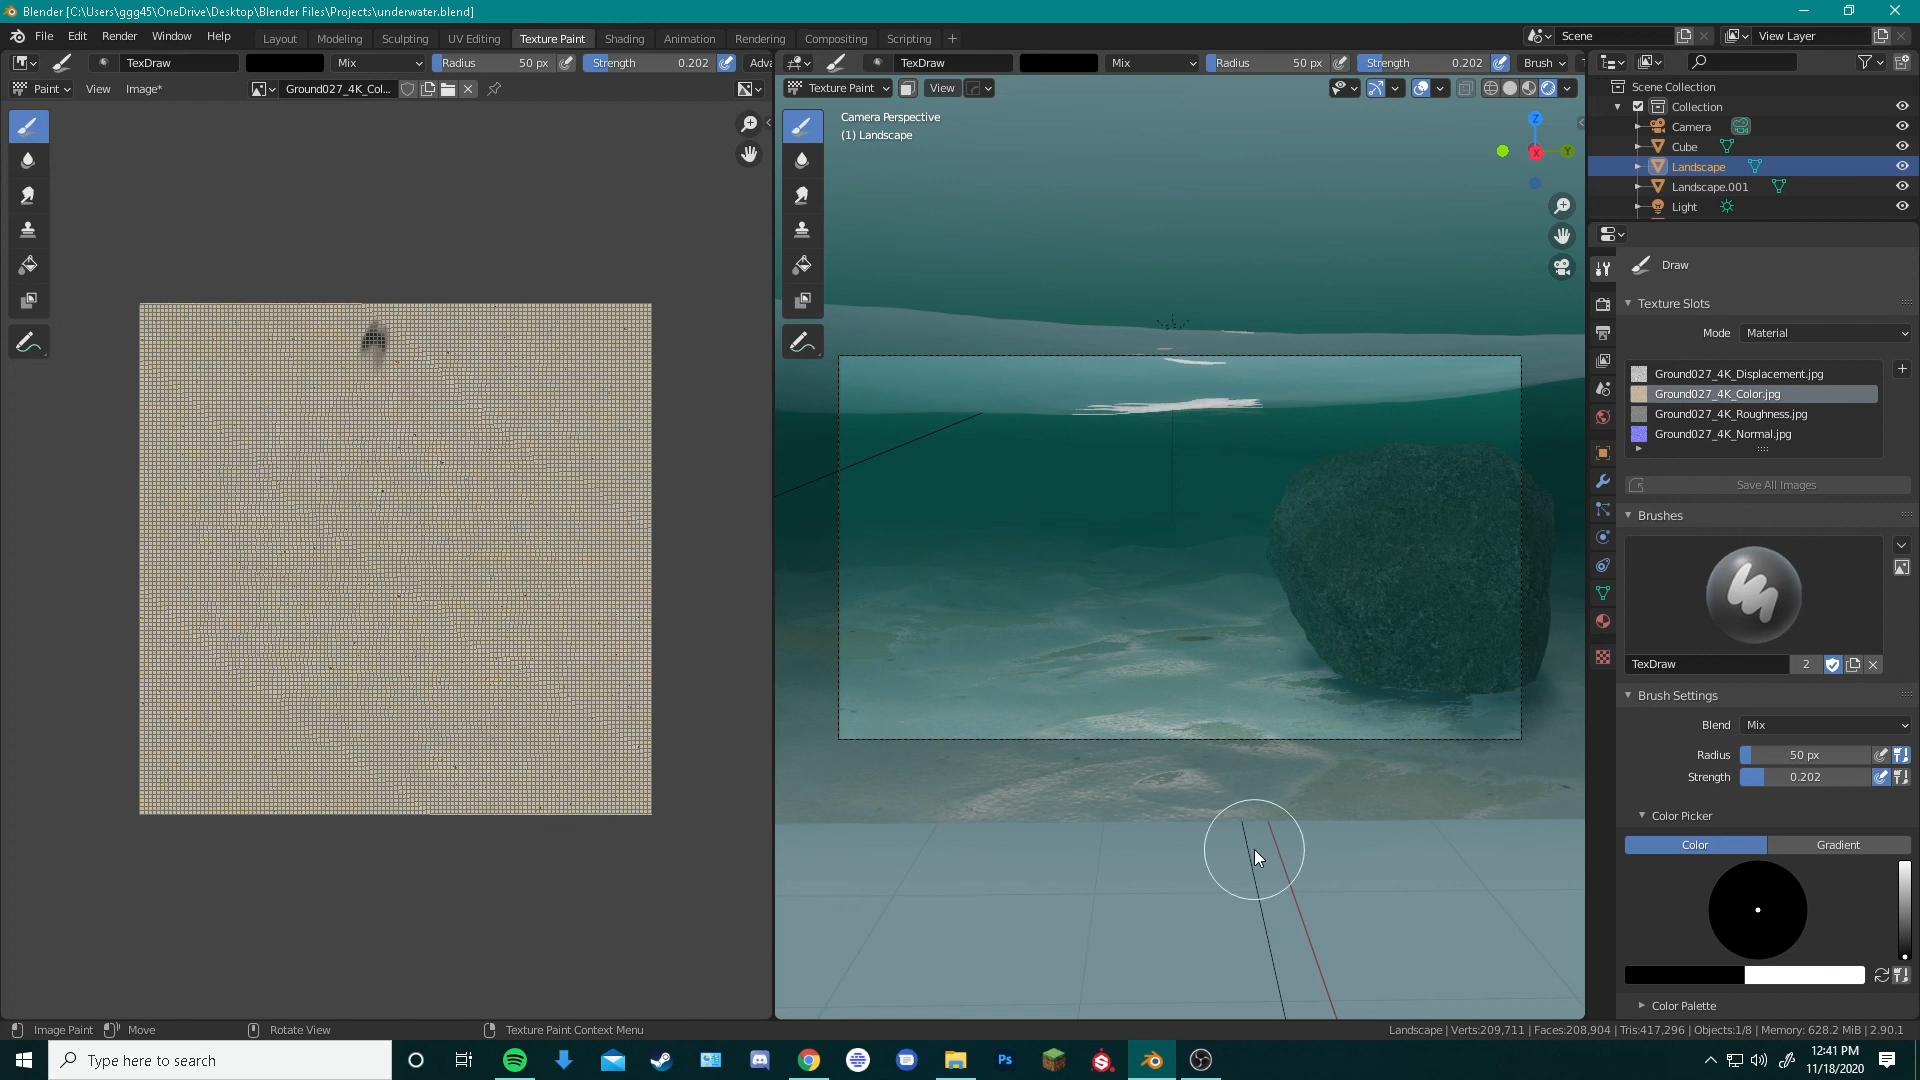 Blender [C:\Users\ggg45\OneDrive\Desktop\Blender Files\Projects\underwater.blend]
File Edit Render Window Help Layout Modeling Sculpting UV Editing Texture Paint Shading Animation Rendering Compositing Scripting Scene View Layer
TexDraw Mix Radius 50 px Strength 0.202 Adva TexDraw Mix Radius 50 px Strength 0.202 Brush
Paint View Image* Ground027_4K_Col... Texture Paint View
Camera Perspective
(1) Landscape
Z
X
Y
Scene Collection
Collection
Camera
Cube
Landscape
Landscape.001
Light
Draw
Texture Slots
Mode Material
Ground027_4K_Displacement.jpg
Ground027_4K_Color.jpg
Ground027_4K_Roughness.jpg
Ground027_4K_Normal.jpg
Save All Images
Brushes
TexDraw 2
Brush Settings
Blend Mix
Radius 50 px
Strength 0.202
Color Picker
Color Gradient
Color Palette
Image Paint Move Rotate View Texture Paint Context Menu Landscape | Verts:209,711 | Faces:208,904 | Tris:417,296 | Objects:1/8 | Memory: 628.2 MiB | 2.90.1
Type here to search Ps 12:41 PM
11/18/2020